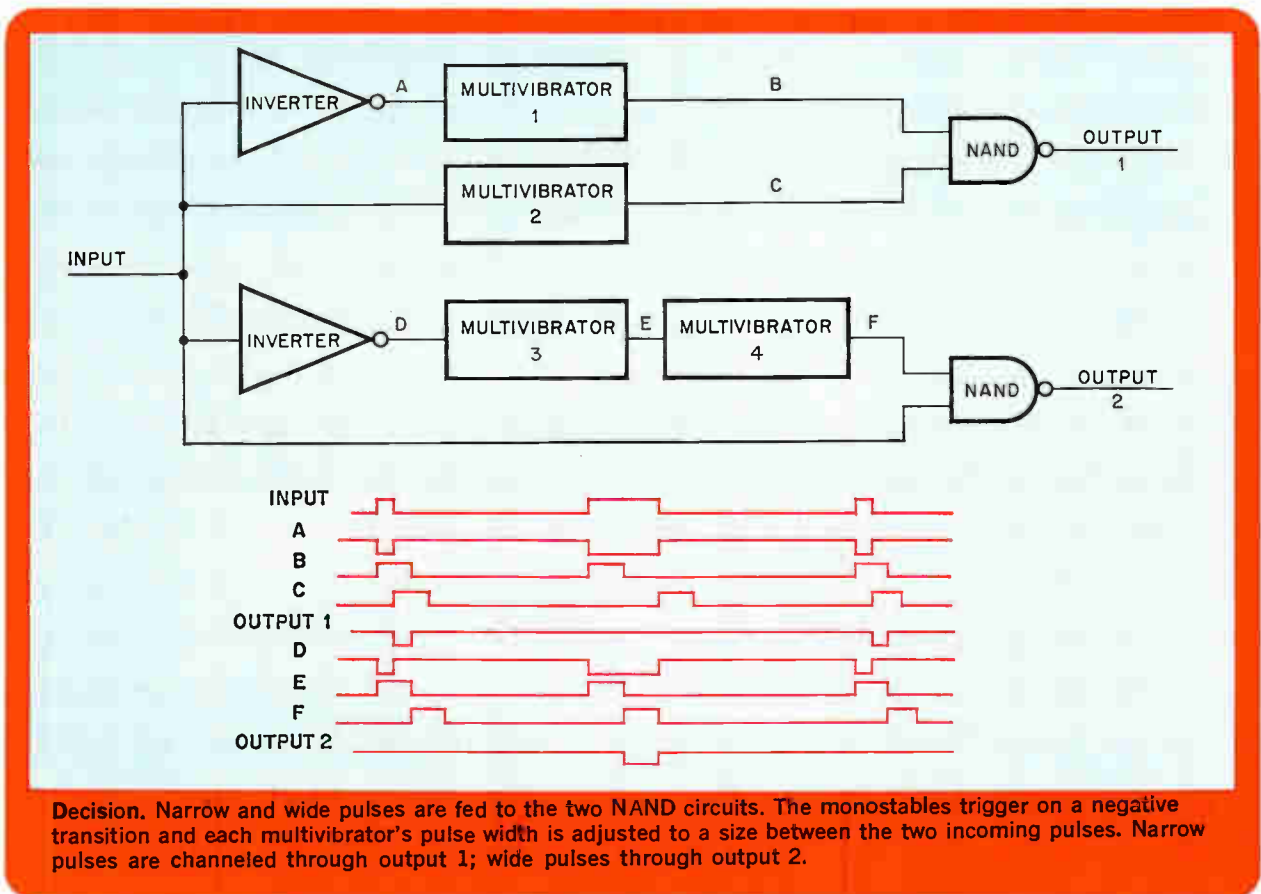 INVERTER
A
MULTIVIBRATOR
1
B
NAND
OUTPUT
1
MULTIVIBRATOR
2
C
INPUT
INVERTER
D
MULTIVIBRATOR
3
E
MULTIVIBRATOR
4
F
NAND
OUTPUT
2
INPUT
A
B
C
OUTPUT 1
D
E
F
OUTPUT 2
Decision. Narrow and wide pulses are fed to the two NAND circuits. The monostables trigger on a negative
transition and each multivibrator's pulse width is adjusted to a size between the two incoming pulses. Narrow
pulses are channeled through output 1; wide pulses through output 2.